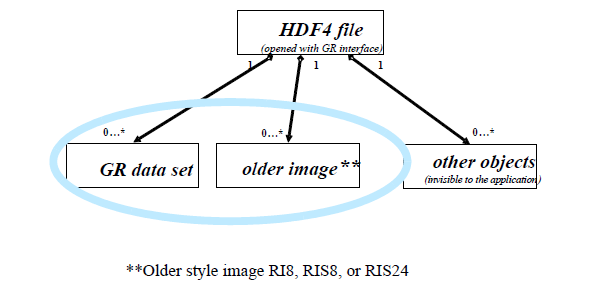 HDF4 file
(opened with GR interface)
1
1
1
0…*
0…*
0…*
GR data set
older image**
other objects
(invisible to the application)
**Older style image RI8, RIS8, or RIS24